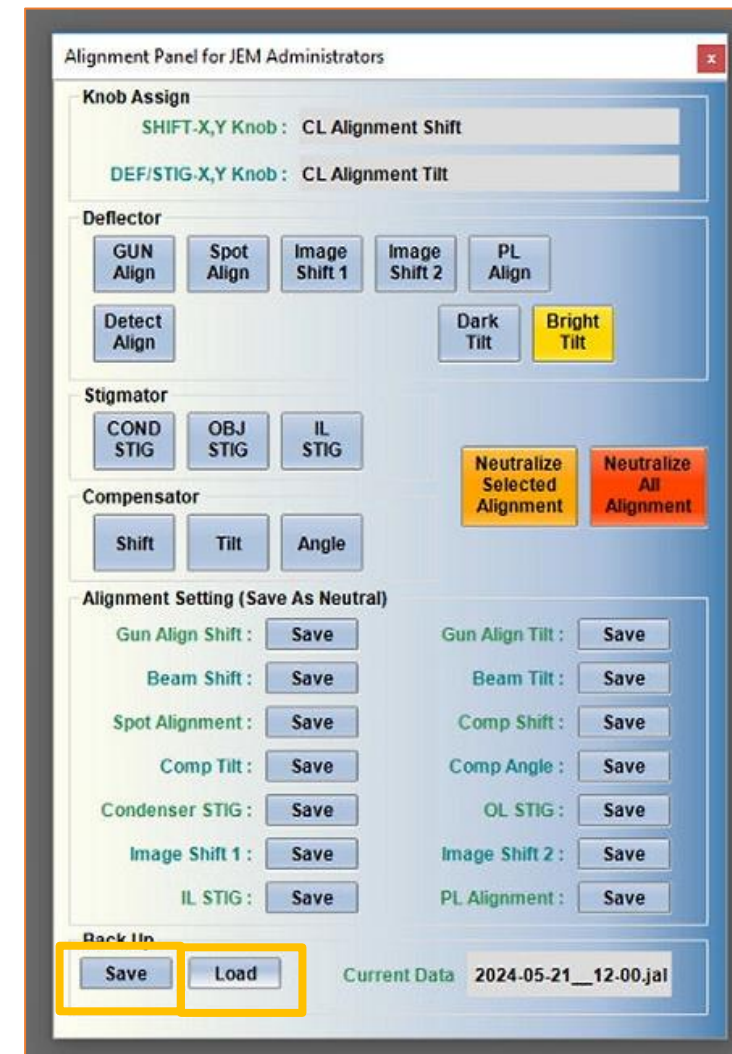 Alignment Panel for JEM Administrators
x
Knob Assign
SHIFT-X,Y Knob : CL Alignment Shift
DEF/STIG-X,Y Knob : CL Alignment Tilt
Deflector
GUN Align
Spot Align
Image Shift 1
Image Shift 2
PL Align
Detect Align
Dark Tilt
Bright Tilt
Stigmator
COND STIG
OBJ STIG
IL STIG
Neutralize Selected Alignment
Neutralize All Alignment
Compensator
Shift
Tilt
Angle
Alignment Setting (Save As Neutral)
Gun Align Shift : Save Gun Align Tilt : Save
Beam Shift : Save Beam Tilt : Save
Spot Alignment : Save Comp Shift : Save
Comp Tilt : Save Comp Angle : Save
Condenser STIG : Save OL STIG : Save
Image Shift 1 : Save Image Shift 2 : Save
IL STIG : Save PL Alignment : Save
Back Up
Save Load Current Data 2024-05-21__12-00.jal